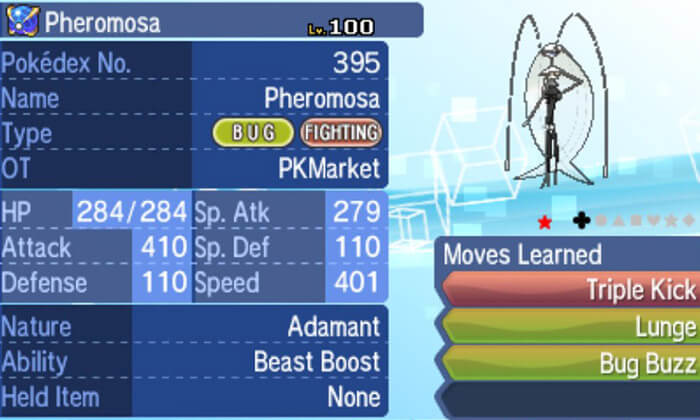 Pheromosa Lv.100
Pokédex No. 395
Name Pheromosa
Type BUG FIGHTING
OT PKMarket
HP 284/284 Sp. Atk 279
Attack 410 Sp. Def 110
Defense 110 Speed 401
Nature Adamant
Ability Beast Boost
Held Item None
Moves Learned
Triple Kick
Lunge
Bug Buzz